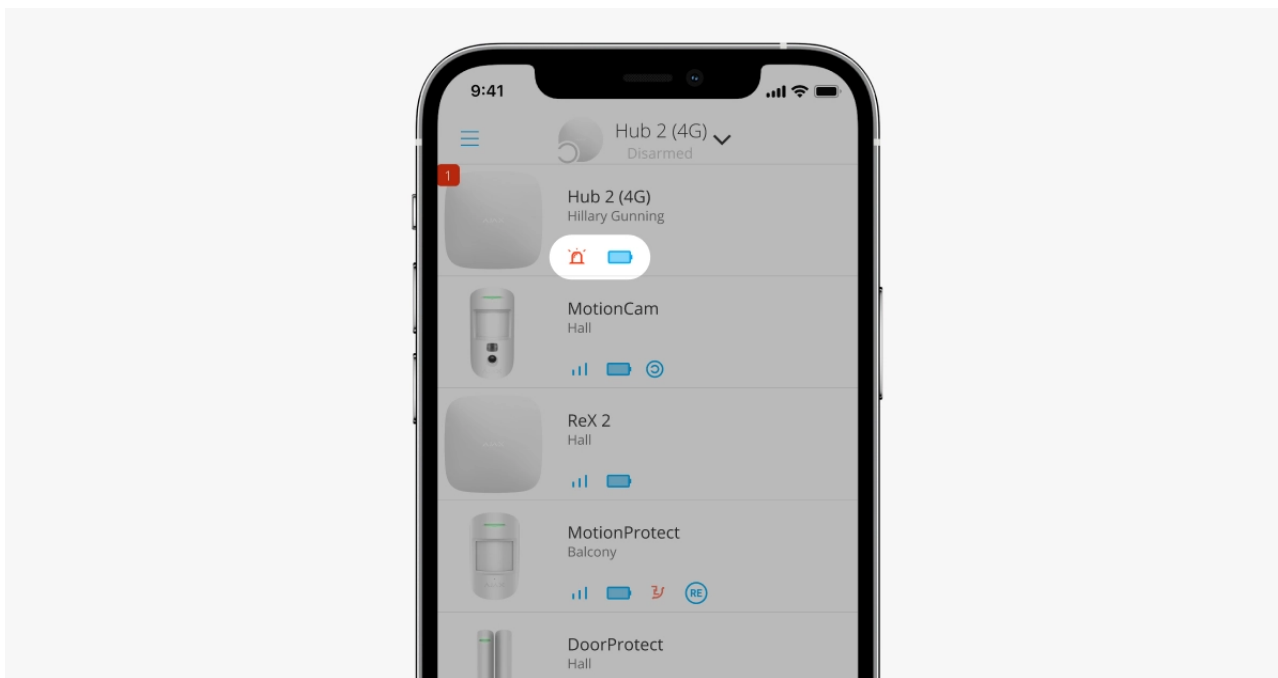 9:41
Hub 2 (4G)
Disarmed
1
Hub 2 (4G)
Hillary Gunning
MotionCam
Hall
ReX 2
Hall
MotionProtect
Balcony
RE
DoorProtect
Hall